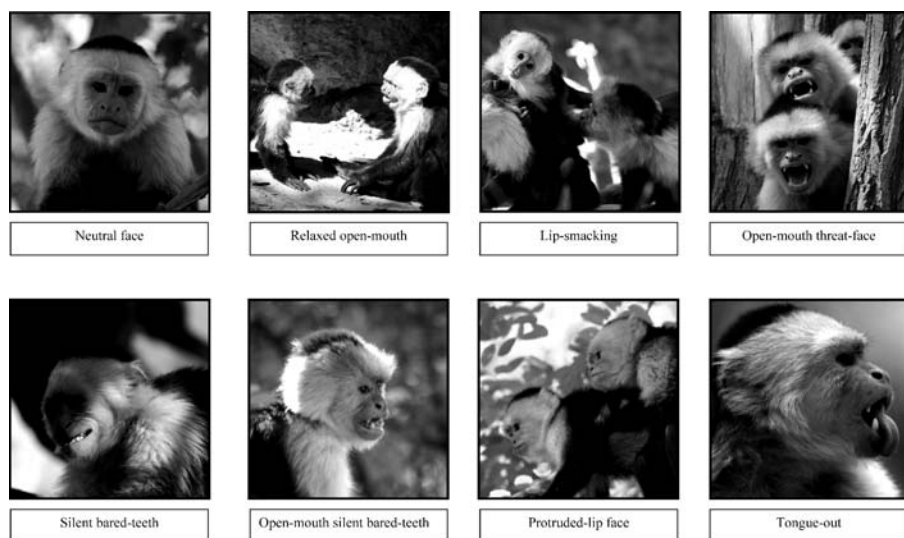 Neutral face
Relaxed open-mouth
Lip-smacking
Open-mouth threat-face
Silent bared-teeth
Open-mouth silent bared-teeth
Protruded-lip face
Tongue-out